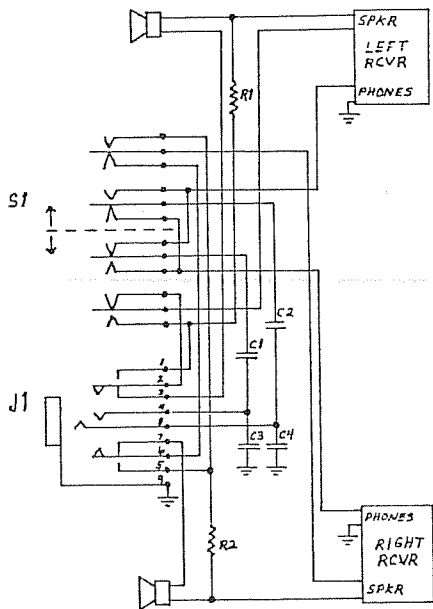 SPKR
LEFT
RCVR
PHONES
R1
S1
C2
C1
1
2
3
J1
4
8
C3
C4
7
6
5
9
R2
PHONES
RIGHT
RCVR
SPKR